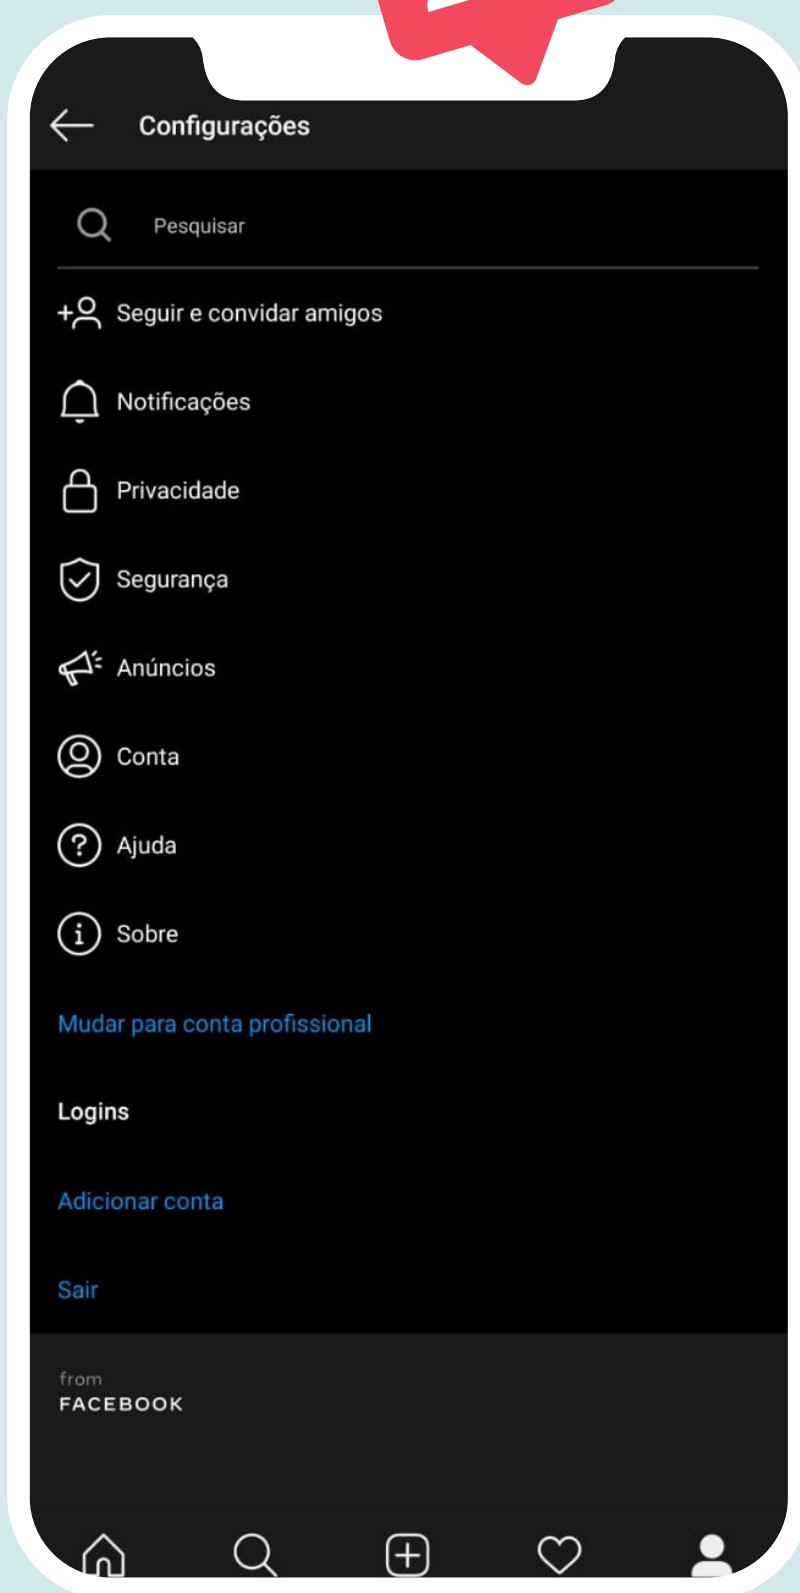 Configurações
Pesquisar
Seguir e convidar amigos
Notificações
Privacidade
Segurança
Anúncios
Conta
Ajuda
Sobre
Mudar para conta profissional
Logins
Adicionar conta
Sair
from
FACEBOOK